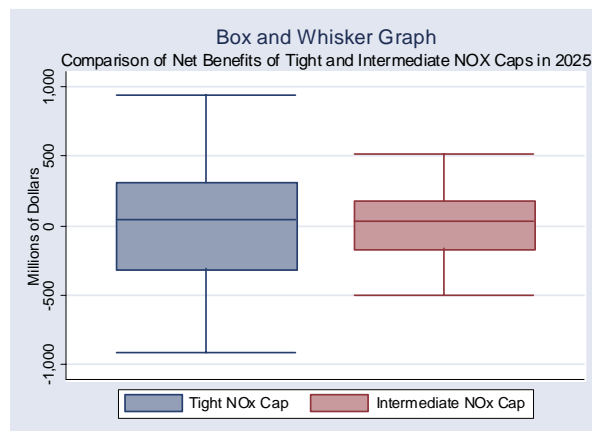 Box and Whisker Graph
Comparison of Net Benefits of Tight and Intermediate NOX Caps in 2025
Millions of Dollars
1,000
500
0
-500
-1,000
Tight NOx Cap
Intermediate NOx Cap